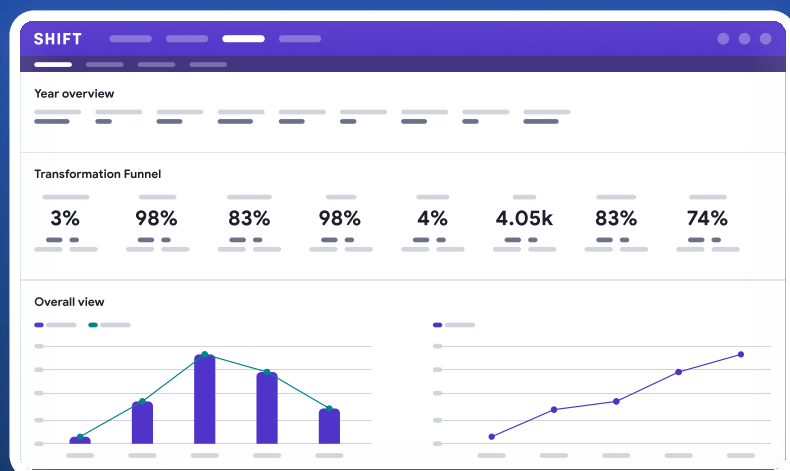 SHIFT
Year overview
Transformation Funnel
3% 98% 83% 98% 4% 4.05k 83% 74%
Overall view